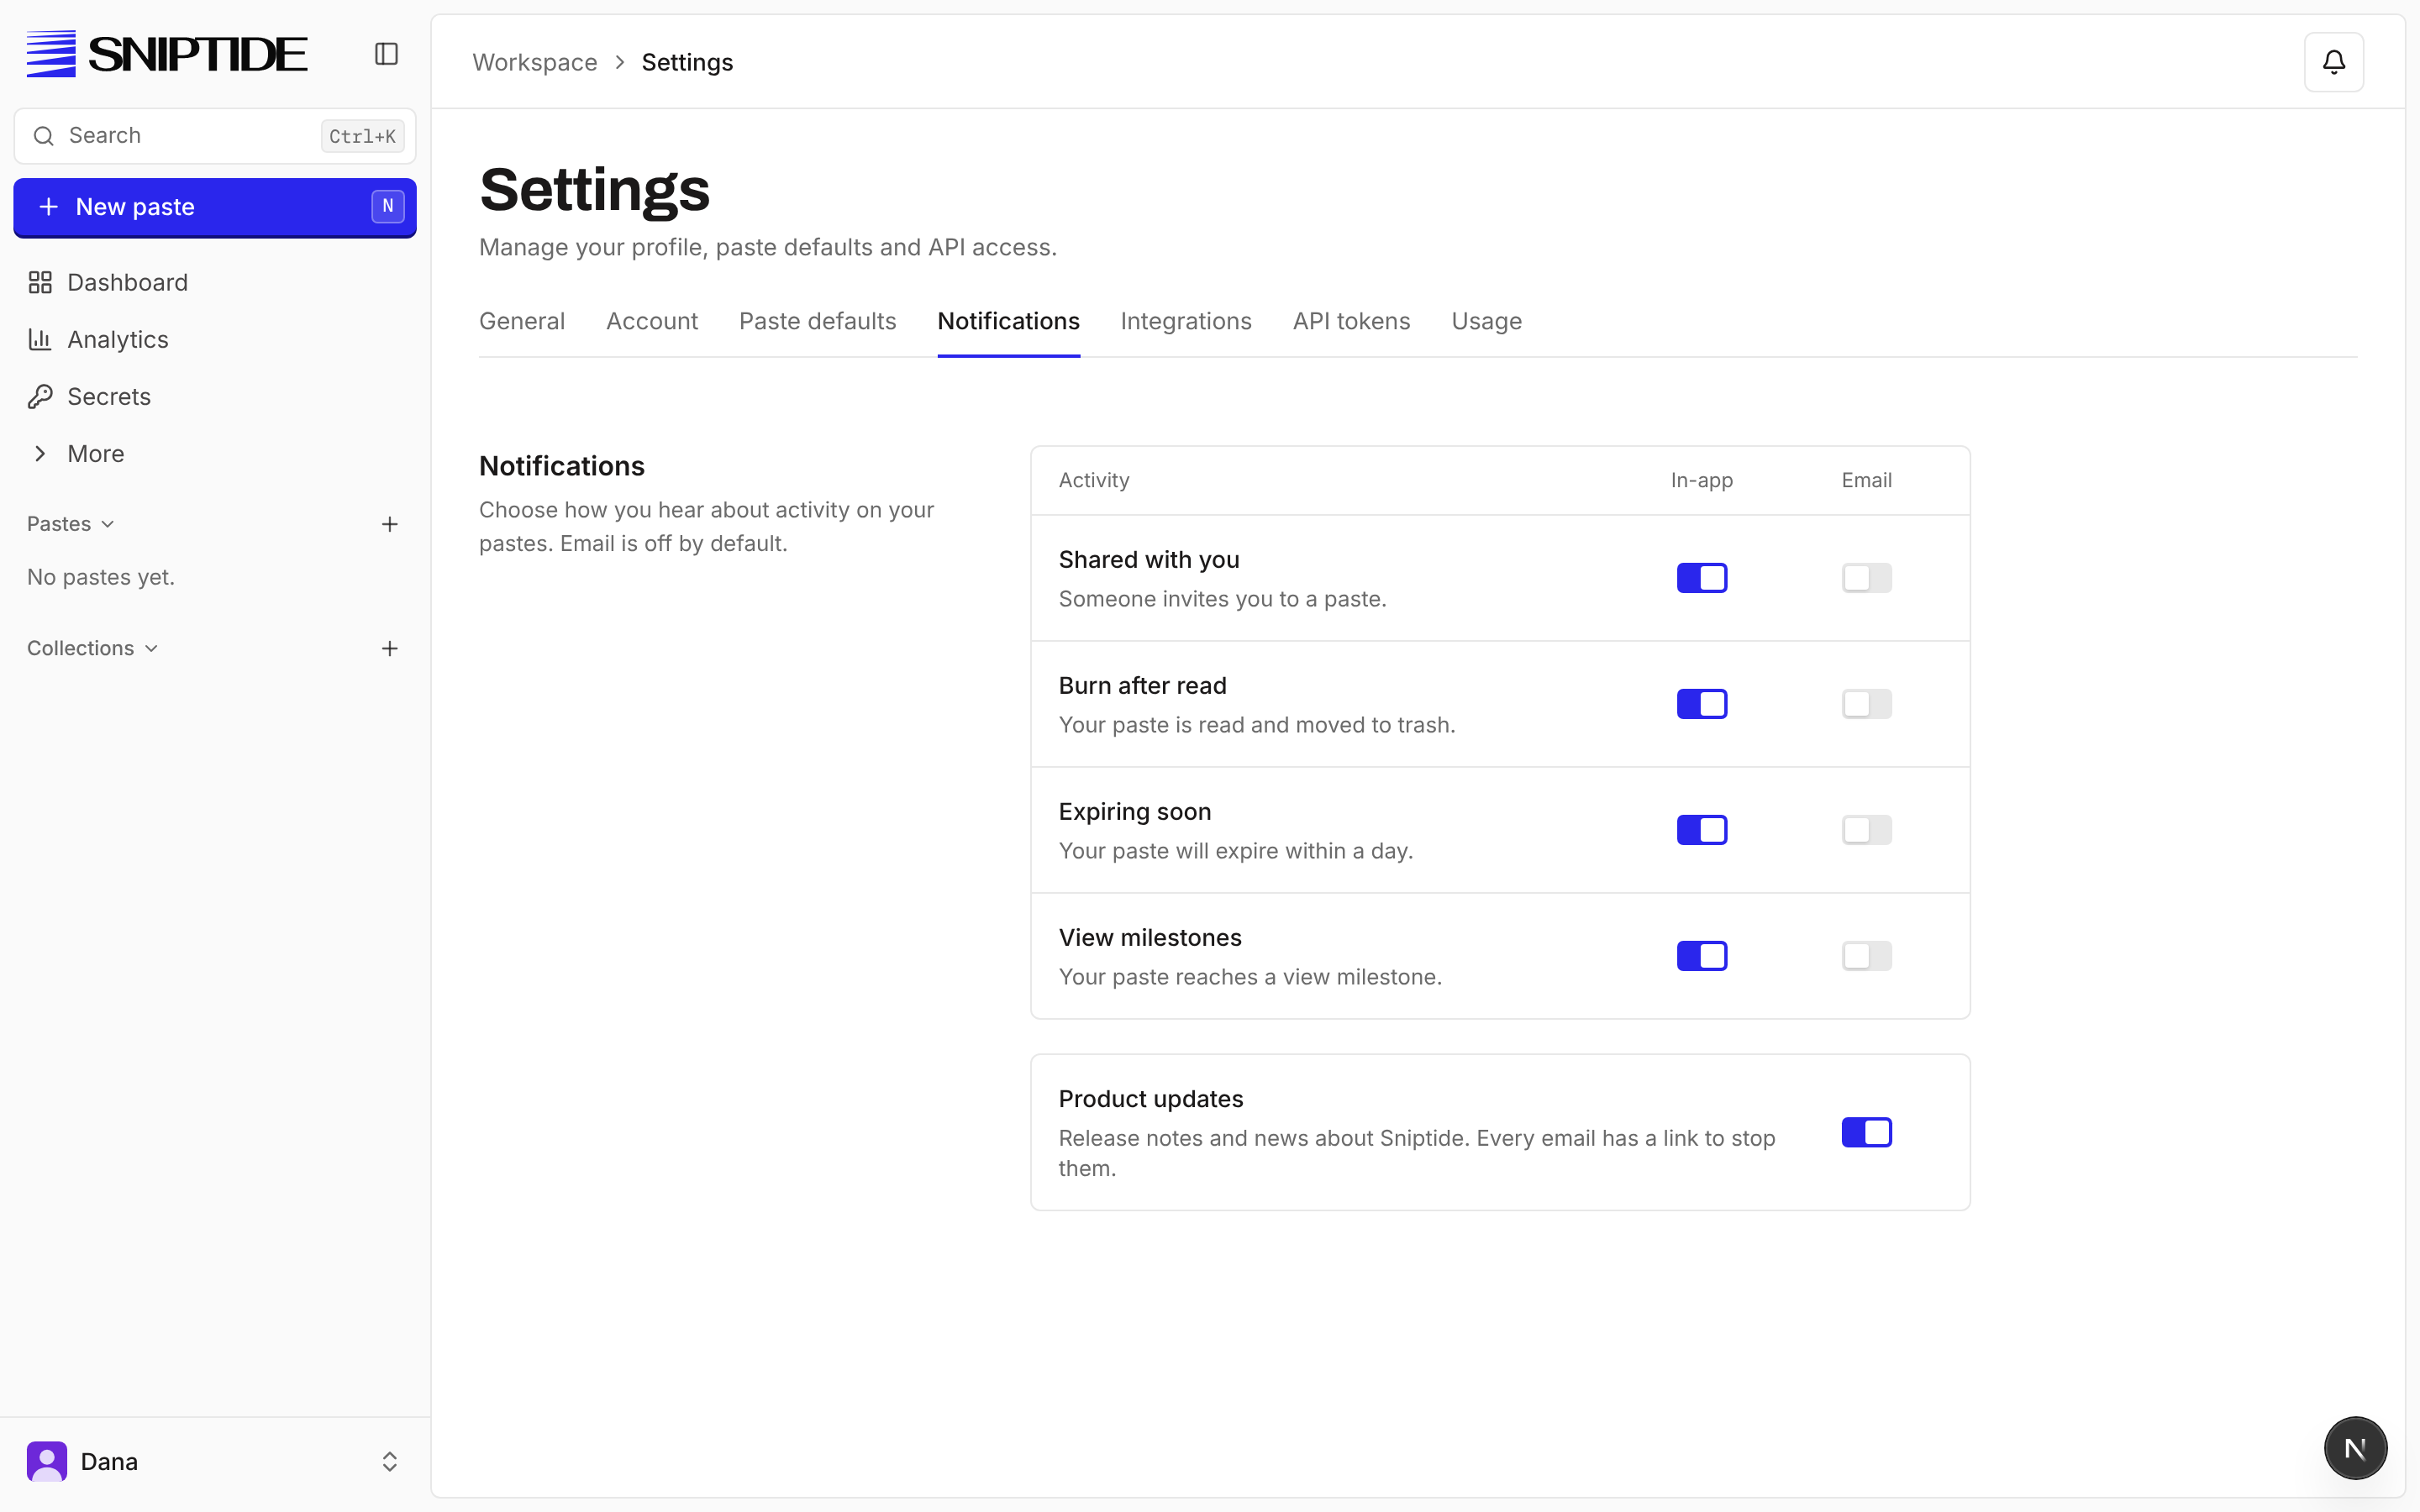 SNIPTIDE
Search Ctrl+K
New paste N
Dashboard
Analytics
Secrets
More
Pastes
No pastes yet.
Collections
Dana
Workspace Settings
Settings
Manage your profile, paste defaults and API access.
General Account Paste defaults Notifications Integrations API tokens Usage
Notifications
Choose how you hear about activity on your
pastes. Email is off by default.
Activity In-app Email
Shared with you
Someone invites you to a paste.
Burn after read
Your paste is read and moved to trash.
Expiring soon
Your paste will expire within a day.
View milestones
Your paste reaches a view milestone.
Product updates
Release notes and news about Sniptide. Every email has a link to stop
them.
N